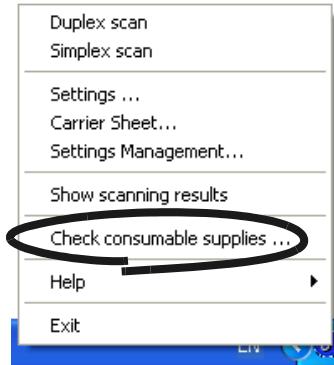 Duplex scan
Simplex scan
Settings ...
Carrier Sheet...
Settings Management...
Show scanning results
Check consumable supplies ...
Help
Exit
EN